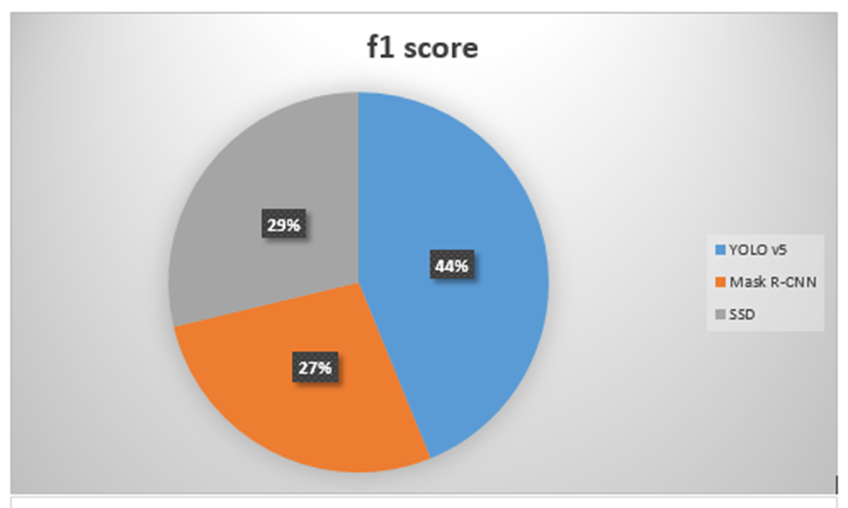 f1 score
29%
44%
27%
YOLO v5
Mask R-CNN
SSD